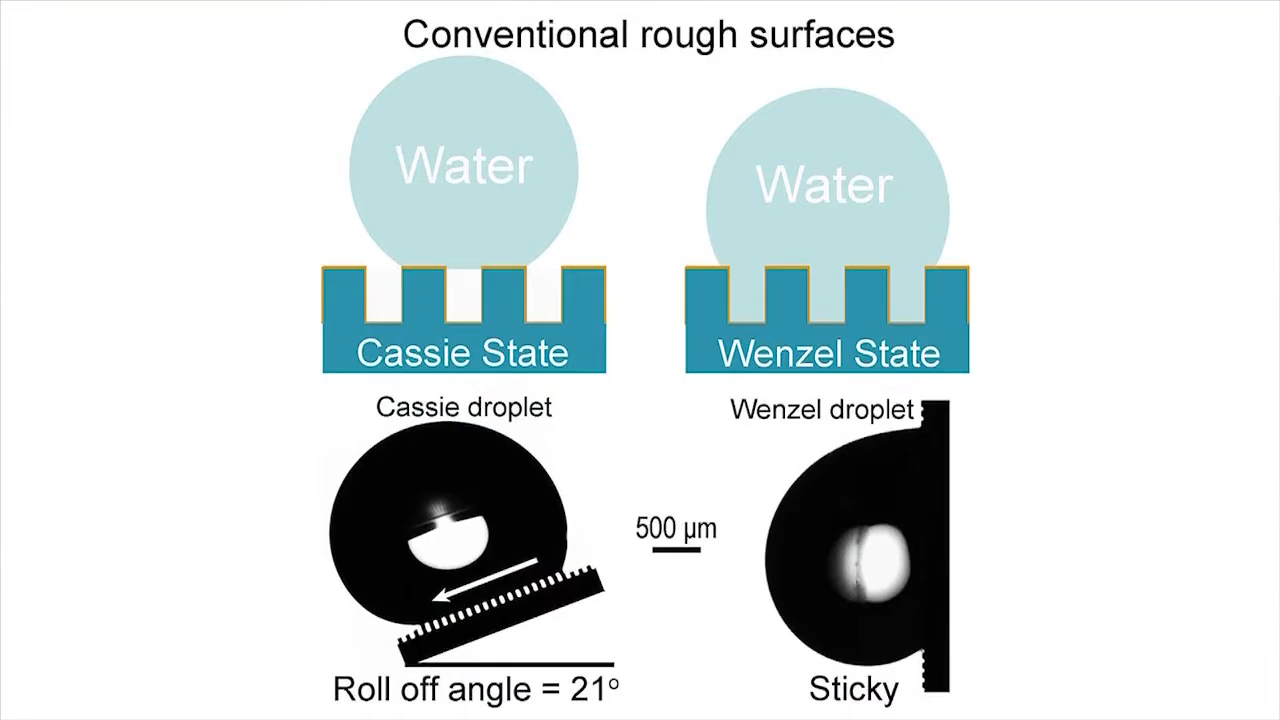 Conventional rough surfaces
Water
Water
Cassie State
Wenzel State
Cassie droplet
Wenzel droplet
500 µm
Roll off angle = 21°
Sticky